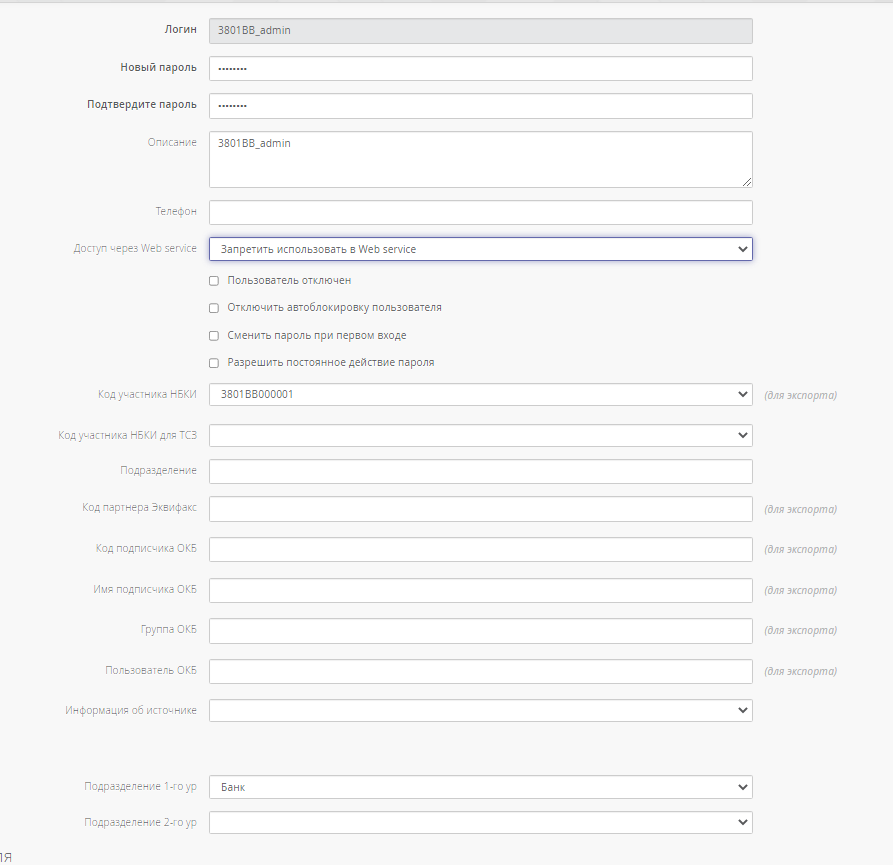 Логин 3801BB_admin
Новый пароль ••••••••
Подтвердите пароль ••••••••
Описание 3801BB_admin
Телефон
Доступ через Web service Запретить использовать в Web service
Пользователь отключен
Отключить автоблокировку пользователя
Сменить пароль при первом входе
Разрешить постоянное действие пароля
Код участника НБКИ 3801BB000001 (для экспорта)
Код участника НБКИ для ТСЗ
Подразделение
Код партнера Эквифакс (для экспорта)
Код подписчика ОКБ (для экспорта)
Имя подписчика ОКБ (для экспорта)
Группа ОКБ (для экспорта)
Пользователь ОКБ (для экспорта)
Информация об источнике
Подразделение 1-го ур Банк
Подразделение 2-го ур
ля